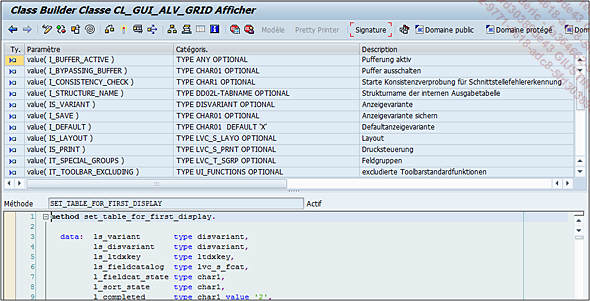 Class Builder Classe CL_GUI_ALV_GRID Afficher
Modèle Pretty Printer Signature Domaine public Domaine protégé Dom
Ty. Paramètre Catégoris. Description
value( I_BUFFER_ACTIVE ) TYPE ANY OPTIONAL Pufferung aktiv
value( I_BYPASSING_BUFFER ) TYPE CHAR01 OPTIONAL Puffer ausschalten
value( I_CONSISTENCY_CHECK ) TYPE CHAR1 OPTIONAL Starte Konsistenzverprobung für Schnittstellefehlererkennung
value( I_STRUCTURE_NAME ) TYPE DD02L-TABNAME OPTIONAL Strukturname der internen Ausgabetabelle
value( IS_VARIANT ) TYPE DISVARIANT OPTIONAL Anzeigevariante
value( I_SAVE ) TYPE CHAR01 OPTIONAL Anzeigevariante sichern
value( I_DEFAULT ) TYPE CHAR01 DEFAULT 'X' Defaultanzeigevariante
value( IS_LAYOUT ) TYPE LVC_S_LAYO OPTIONAL Layout
value( IS_PRINT ) TYPE LVC_S_PRNT OPTIONAL Drucksteuerung
value( IT_SPECIAL_GROUPS ) TYPE LVC_T_SGRP OPTIONAL Feldgruppen
value( IT_TOOLBAR_EXCLUDING ) TYPE UI_FUNCTIONS OPTIONAL excludierte Toolbarstandardfunktionen
Méthode SET_TABLE_FOR_FIRST_DISPLAY Actif
1 method set_table_for_first_display.
2
3 data: ls_variant type disvariant,
4 ls_disvariant type disvariant,
5 ls_ltdxkey type ltdxkey,
6 ls_fieldcatalog type lvc_s_fcat,
7 l_fieldcat_state type char1,
8 l_sort_state type char1,
9 l_completed type char1 value '2',